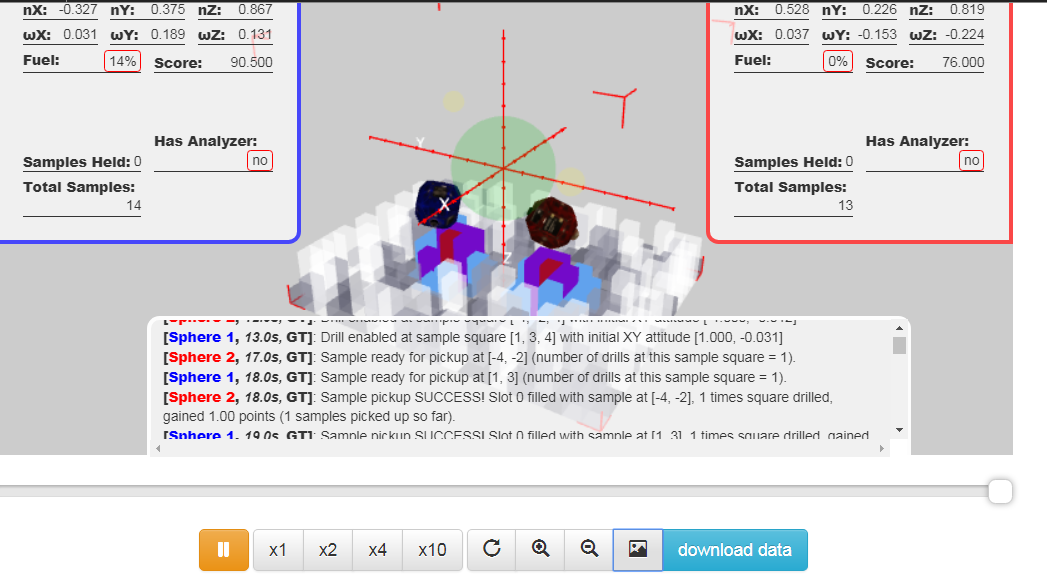 nX: -0.327 nY: 0.375 nZ: 0.867
ωX: 0.031 ωY: 0.189 ωZ: 0.131
Fuel: 14% Score: 90.500
Has Analyzer:
Samples Held: 0 no
Total Samples:
14
nX: 0.528 nY: 0.226 nZ: 0.819
ωX: 0.037 ωY: -0.153 ωZ: -0.224
Fuel: 0% Score: 76.000
Has Analyzer:
Samples Held: 0 no
Total Samples:
13
Y
X
Z
[Sphere 1, 13.0s, GT]: Drill enabled at sample square [1, 3, 4] with initial XY attitude [1.000, -0.031]
[Sphere 2, 17.0s, GT]: Sample ready for pickup at [-4, -2] (number of drills at this sample square = 1).
[Sphere 1, 18.0s, GT]: Sample ready for pickup at [1, 3] (number of drills at this sample square = 1).
[Sphere 2, 18.0s, GT]: Sample pickup SUCCESS! Slot 0 filled with sample at [-4, -2], 1 times square drilled,
gained 1.00 points (1 samples picked up so far).
[Sphere 1, 19.0s, GT]: Sample pickup SUCCESS! Slot 0 filled with sample at [1, 3], 1 times square drilled, gained
x1 x2 x4 x10 download data